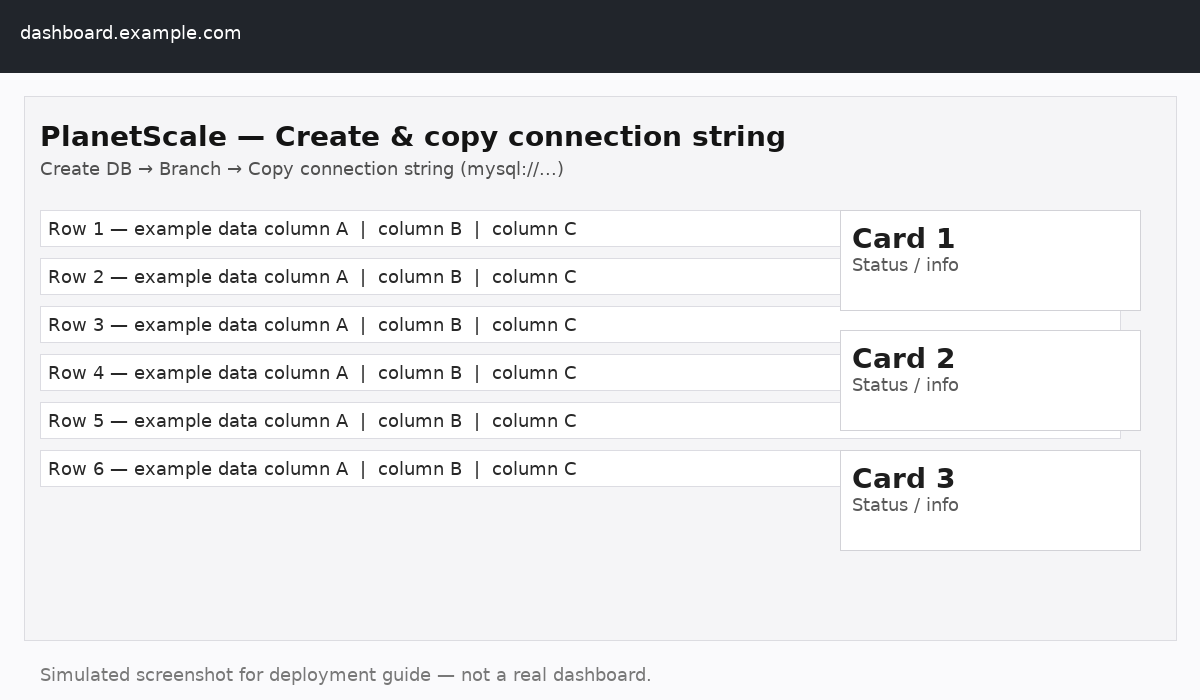 dashboard.example.com
PlanetScale — Create & copy connection string
Create DB → Branch → Copy connection string (mysql://...)
Row 1 — example data column A | column B | column C
Row 2 — example data column A | column B | column C
Row 3 — example data column A | column B | column C
Row 4 — example data column A | column B | column C
Row 5 — example data column A | column B | column C
Row 6 — example data column A | column B | column C
Card 1
Status / info
Card 2
Status / info
Card 3
Status / info
Simulated screenshot for deployment guide — not a real dashboard.